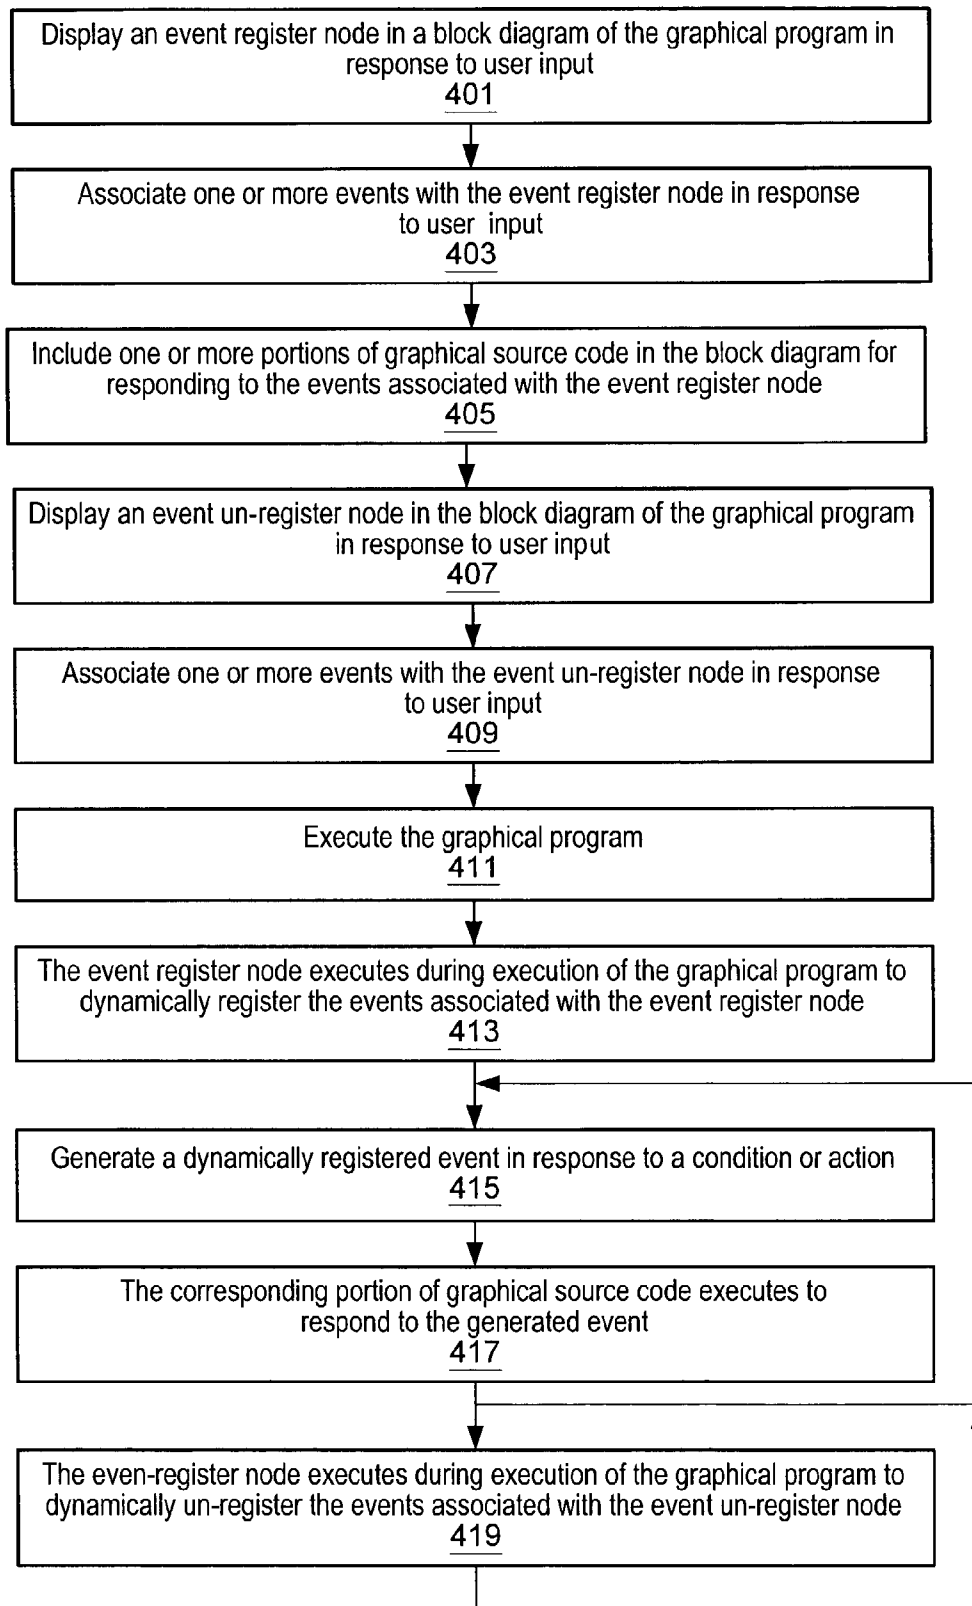 Display an event register node in a block diagram of the graphical program in
response to user input
401
Associate one or more events with the event register node in response
to user input
403
Include one or more portions of graphical source code in the block diagram for
responding to the events associated with the event register node
405
Display an event un-register node in the block diagram of the graphical program
in response to user input
407
Associate one or more events with the event un-register node in response
to user input
409
Execute the graphical program
411
The event register node executes during execution of the graphical program to
dynamically register the events associated with the event register node
413
Generate a dynamically registered event in response to a condition or action
415
The corresponding portion of graphical source code executes to
respond to the generated event
417
The even-register node executes during execution of the graphical program to
dynamically un-register the events associated with the event un-register node
419